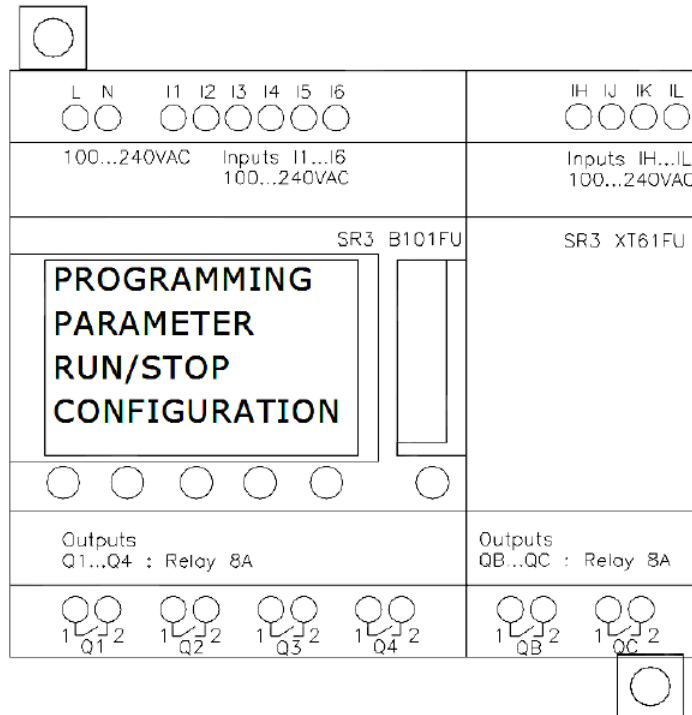 L N I1 I2 I3 I4 I5 I6
IH IJ IK IL
100...240VAC
Inputs I1...I6
100...240VAC
Inputs IH...IL
100...240VAC
SR3 B101FU
SR3 XT61FU
PROGRAMMING
PARAMETER
RUN/STOP
CONFIGURATION
Outputs
Q1...Q4 : Relay 8A
Outputs
QB...QC : Relay 8A
1 2 1 2 1 2 1 2
Q1 Q2 Q3 Q4
1 2 1 2
QB QC